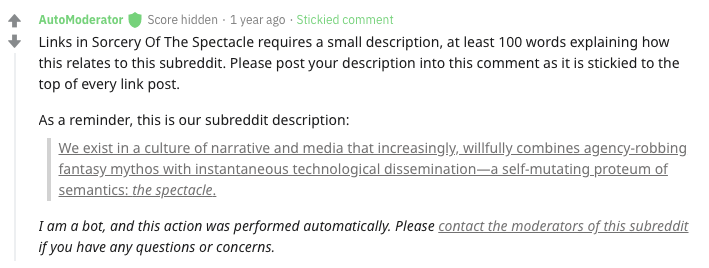 AutoModerator Score hidden · 1 year ago · Stickied comment
Links in Sorcery Of The Spectacle requires a small description, at least 100 words explaining how
this relates to this subreddit. Please post your description into this comment as it is stickied to the
top of every link post.
As a reminder, this is our subreddit description:
We exist in a culture of narrative and media that increasingly, willfully combines agency-robbing
fantasy mythos with instantaneous technological dissemination—a self-mutating proteum of
semantics: the spectacle.
I am a bot, and this action was performed automatically. Please contact the moderators of this subreddit
if you have any questions or concerns.